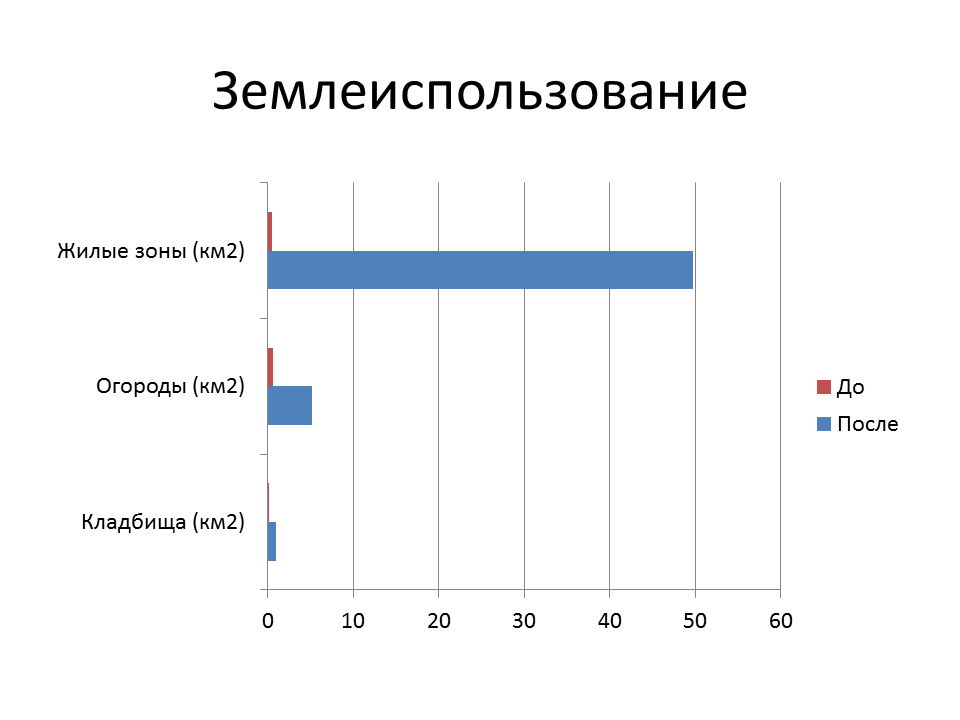 Землеиспользование
Жилые зоны (км2)
Огороды (км2)
Кладбища (км2)
До
После
0 10 20 30 40 50 60